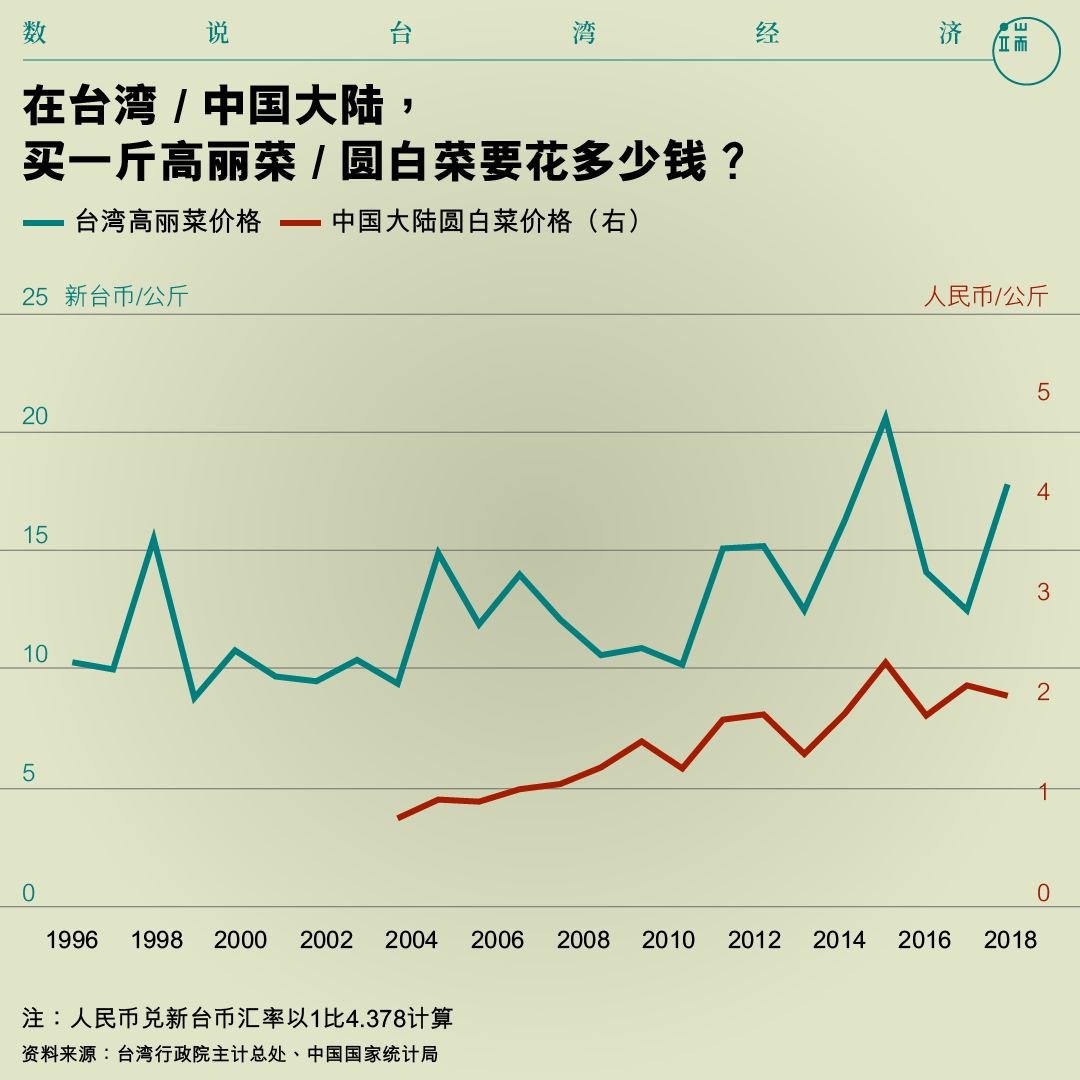 数说台湾经济 端
在台湾 / 中国大陆，
买一斤高丽菜 / 圆白菜要花多少钱？
台湾高丽菜价格 中国大陆圆白菜价格（右）
25 新台币/公斤 人民币/公斤
5
20
4
15
3
10
2
5
1
0 0
1996 1998 2000 2002 2004 2006 2008 2010 2012 2014 2016 2018
注：人民币兑新台币汇率以1比4.378计算
资料来源：台湾行政院主计总处、中国国家统计局